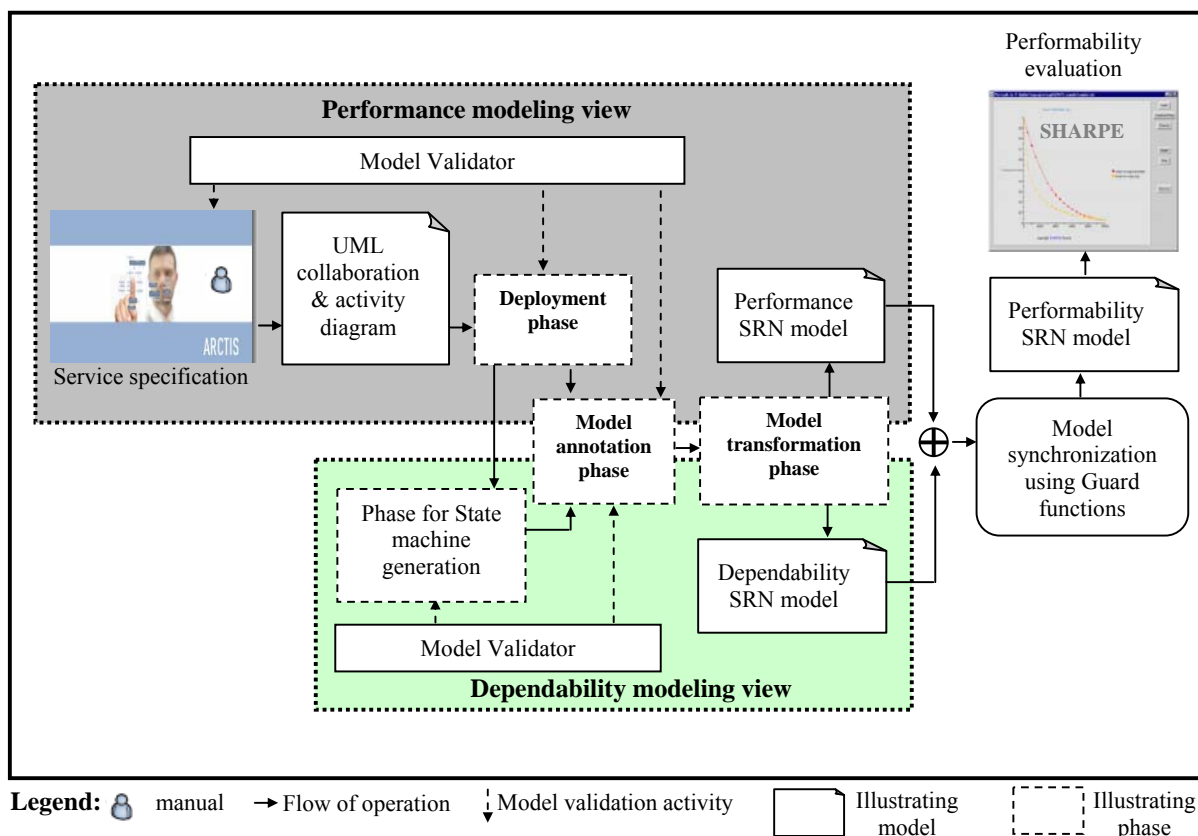 Performability
evaluation
SHARPE
Performance modeling view
Model Validator
ARCTIS
Service specification
UML
collaboration
& activity
diagram
Deployment
phase
Performance
SRN model
Performability
SRN model
Model
annotation
phase
Model
transformation
phase
Model
synchronization
using Guard
functions
Phase for State
machine
generation
Dependability
SRN model
Model Validator
Dependability modeling view
Legend:
manual
Flow of operation
Model validation activity
Illustrating
model
Illustrating
phase